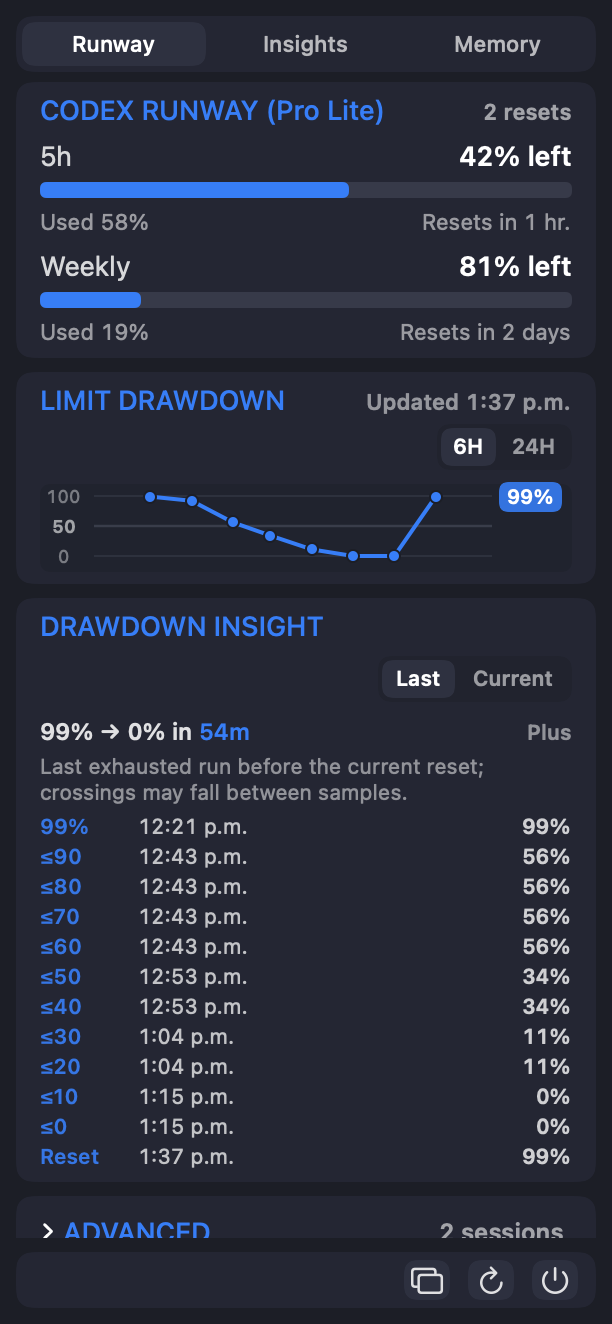 Runway Insights Memory
CODEX RUNWAY (Pro Lite) 2 resets
5h 42% left
Used 58% Resets in 1 hr.
Weekly 81% left
Used 19% Resets in 2 days
LIMIT DRAWDOWN Updated 1:37 p.m.
6H 24H
100 99%
50
0
DRAWDOWN INSIGHT
Last Current
99% → 0% in 54m Plus
Last exhausted run before the current reset;
crossings may fall between samples.
99% 12:21 p.m. 99%
≤90 12:43 p.m. 56%
≤80 12:43 p.m. 56%
≤70 12:43 p.m. 56%
≤60 12:43 p.m. 56%
≤50 12:53 p.m. 34%
≤40 12:53 p.m. 34%
≤30 1:04 p.m. 11%
≤20 1:04 p.m. 11%
≤10 1:15 p.m. 0%
≤0 1:15 p.m. 0%
Reset 1:37 p.m. 99%
ADVANCED 2 sessions